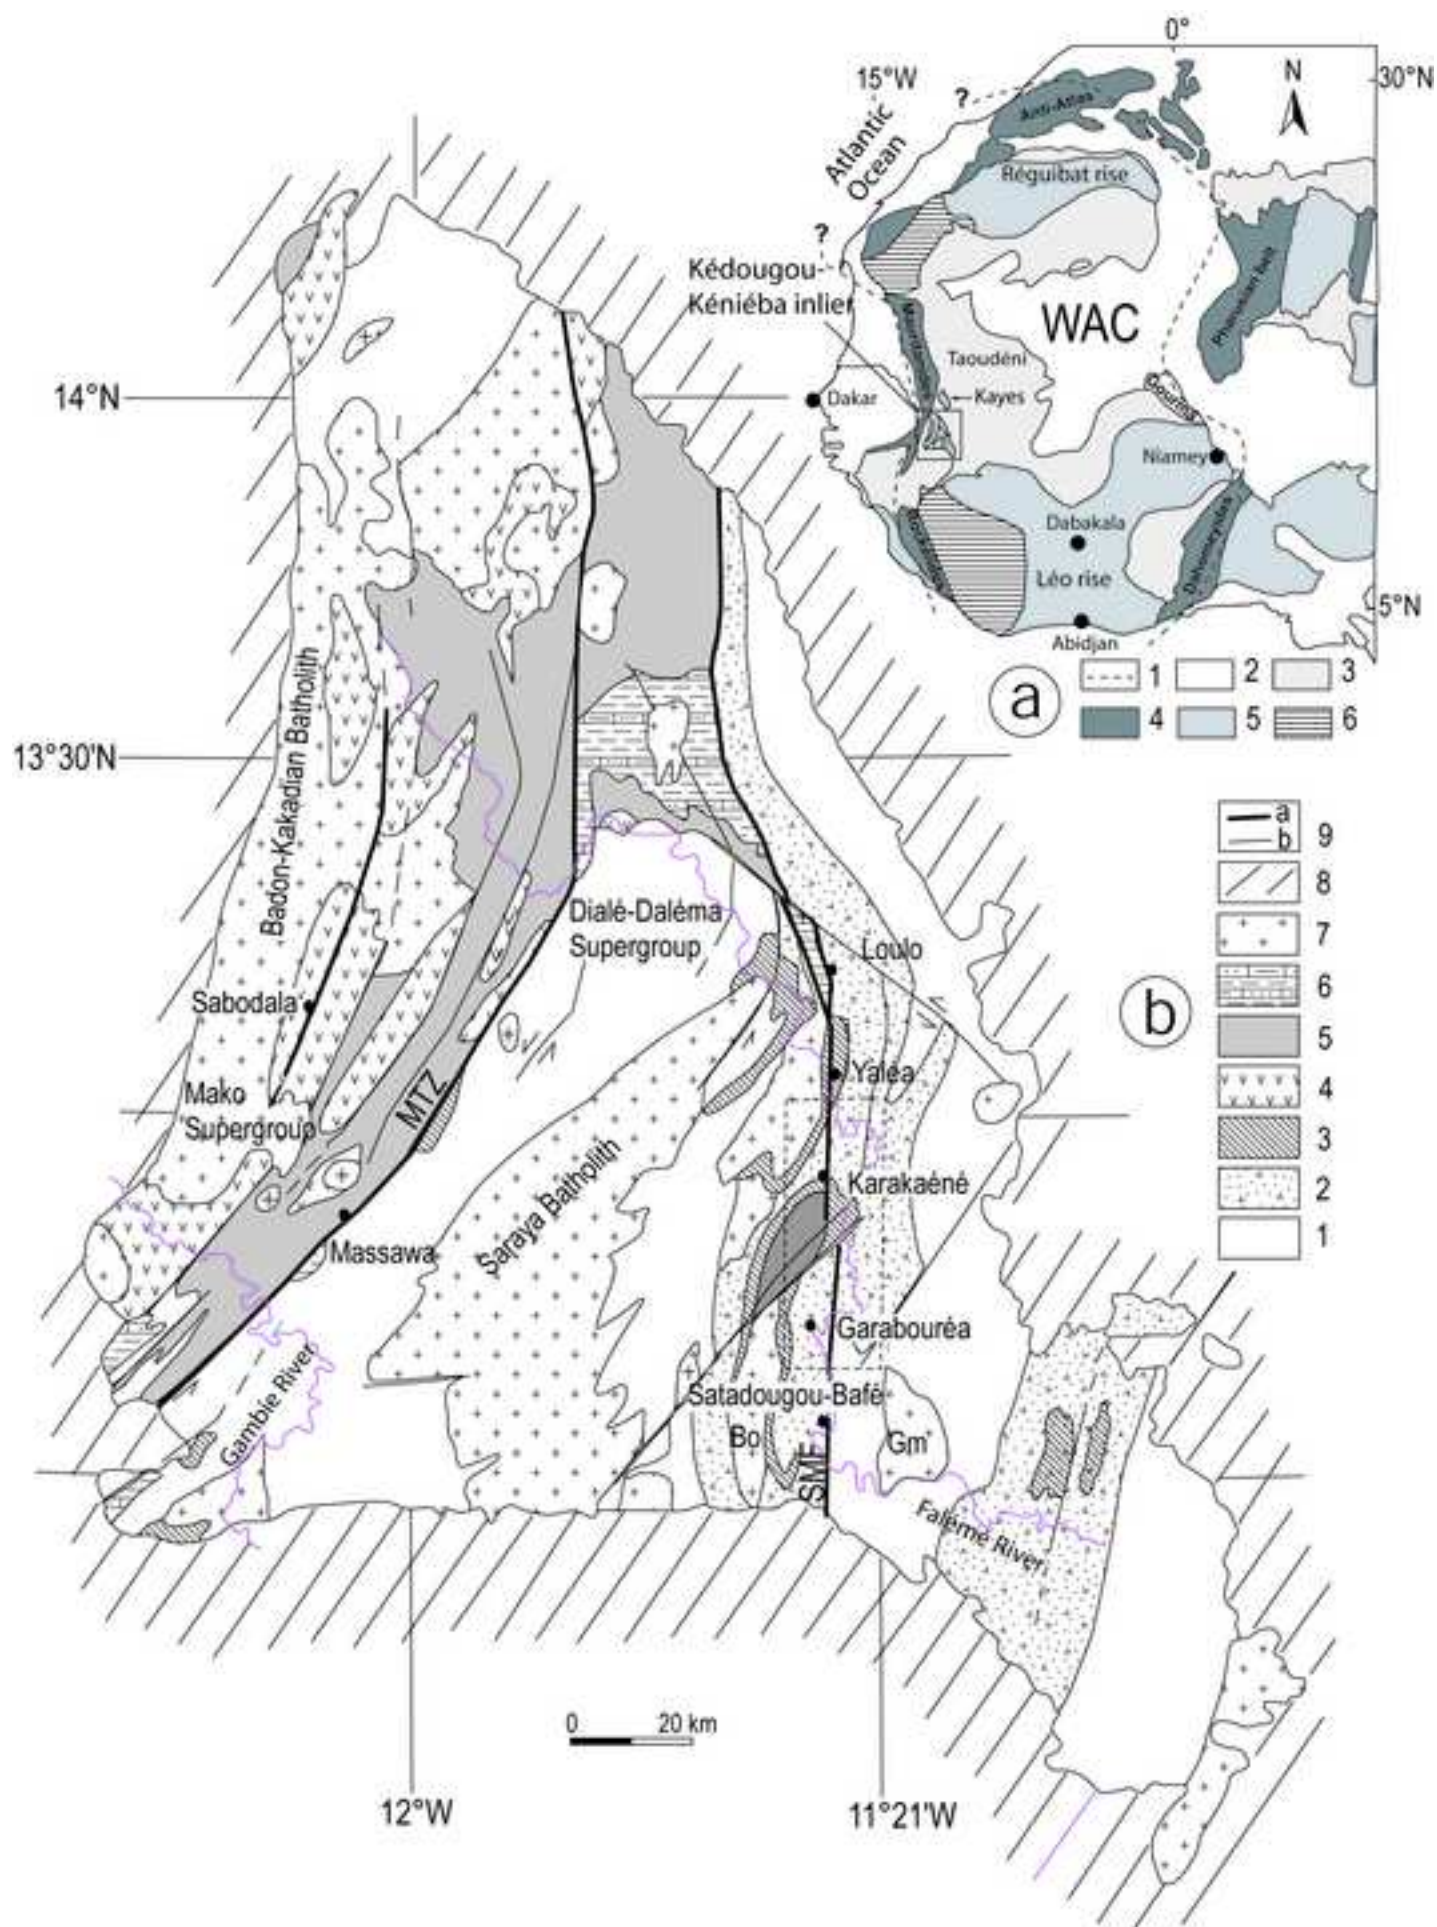 0°
15°W
30°N
N
?
Anti-Atlas
Atlantic
Ocean
Réguibat rise
?
Kédougou-
Kéniéba inlier
WAC
Pharusian belt
Taoudéni
Kayes
Dakar
Gourma
Niamey
Dabakala
Léo rise
Dahomeyides
5°N
Abidjan
a
1
2
3
4
5
6
14°N
13°30'N
Badon-Kakadian Batholith
a
b
9
8
7
6
5
4
3
2
1
b
Dialé-Daléma
Supergroup
Loulo
Sabodala
Yaléa
Mako
Supergroup
MTZ
Saraya Batholith
Karakaéné
Massawa
Garabouréa
Gambie River
Satadougou-Bafé
Bo
Gm
SMF
Falémé River
0
20 km
12°W
11°21'W